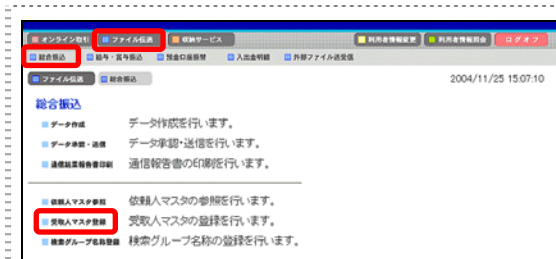 オンライン取引 ファイル伝送 収納サービス 利用者情報変更 利用者情報照会 ログオフ
総合振込 給与・賞与振込 預金口座振替 入出金明細 外部ファイル送受信
ファイル伝送 総合振込 2004/11/25 15:07:10
総合振込
データ作成 データ作成を行います。
データ承認・送信 データ承認・送信を行います。
通信結果報告書印刷 通信報告書の印刷を行います。
依頼人マスタ参照 依頼人マスタの参照を行います。
受取人マスタ登録 受取人マスタの登録を行います。
検索グループ名称登録 検索グループ名称の登録を行います。